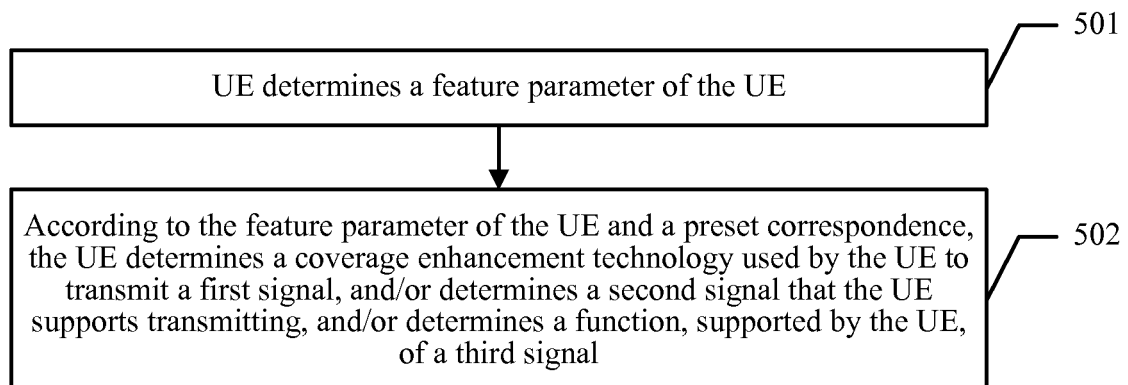 501
UE determines a feature parameter of the UE
According to the feature parameter of the UE and a preset correspondence,
the UE determines a coverage enhancement technology used by the UE to
transmit a first signal, and/or determines a second signal that the UE
supports transmitting, and/or determines a function, supported by the UE,
of a third signal
502